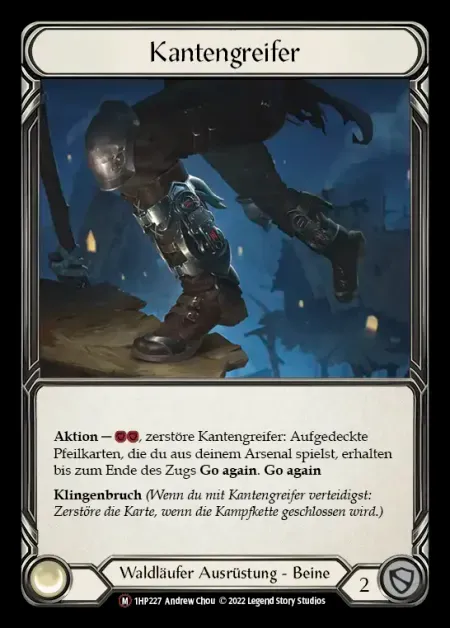 Kantengreifer
Aktion — , zerstöre Kantengreifer: Aufgedeckte
Pfeilkarten, die du aus deinem Arsenal spielst, erhalten
bis zum Ende des Zugs Go again. Go again
Klingenbruch (Wenn du mit Kantengreifer verteidigst:
Zerstöre die Karte, wenn die Kampfkette geschlossen wird.)
Waldläufer Ausrüstung - Beine
2
M 1HP227 Andrew Chou © 2022 Legend Story Studios